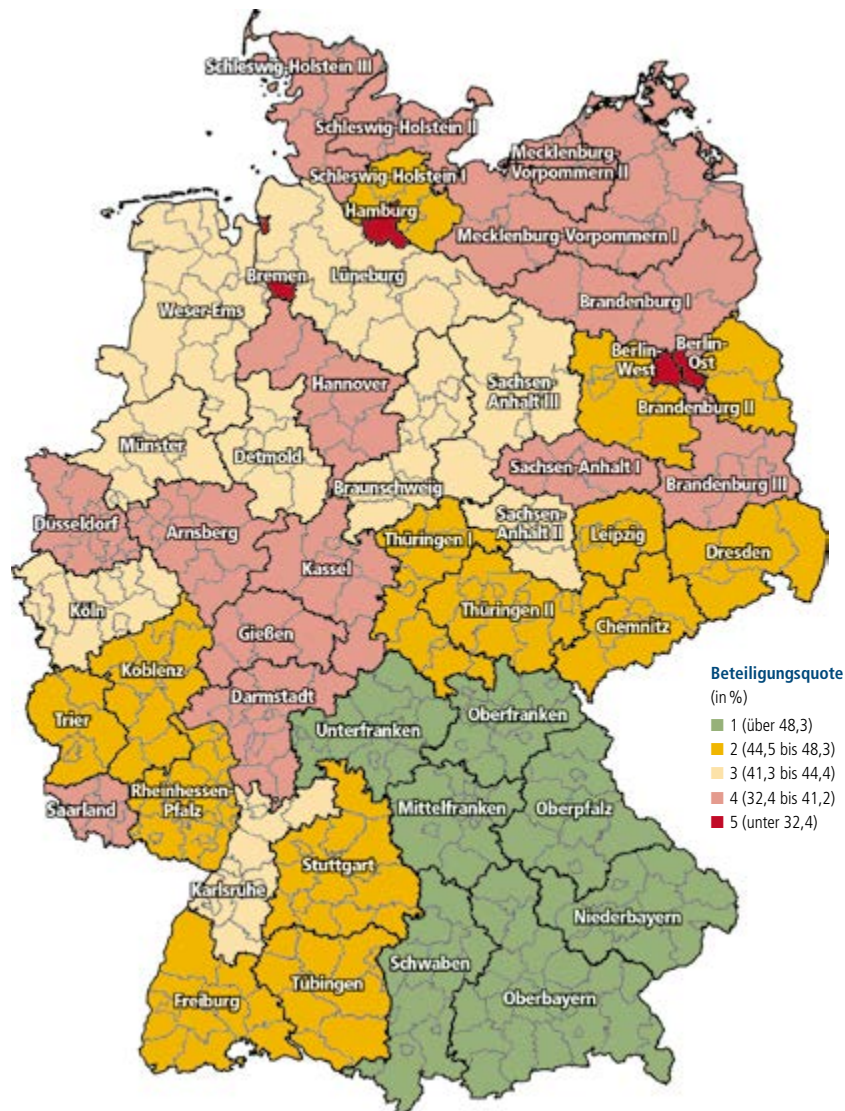 Schleswig-Holstein III
Schleswig-Holstein II
Mecklenburg-
Vorpommern II
Schleswig-Holstein I
Hamburg
Mecklenburg-Vorpommern I
Bremen
Lüneburg
Brandenburg I
Weser-Ems
Berlin-
West
Berlin-
Ost
Hannover
Sachsen-
Anhalt III
Brandenburg II
Münster
Detmold
Sachsen-Anhalt I
Braunschweig
Brandenburg III
Düsseldorf
Arnsberg
Sachsen-
Anhalt II
Leipzig
Thüringen I
Dresden
Kassel
Köln
Thüringen II
Chemnitz
Gießen
Koblenz
Darmstadt
Trier
Unterfranken
Oberfranken
Rheinhessen-
Pfalz
Saarland
Mittelfranken
Oberpfalz
Stuttgart
Karlsruhe
Niederbayern
Schwaben
Tübingen
Freiburg
Oberbayern
Beteiligungsquote
(in %)
1 (über 48,3)
2 (44,5 bis 48,3)
3 (41,3 bis 44,4)
4 (32,4 bis 41,2)
5 (unter 32,4)